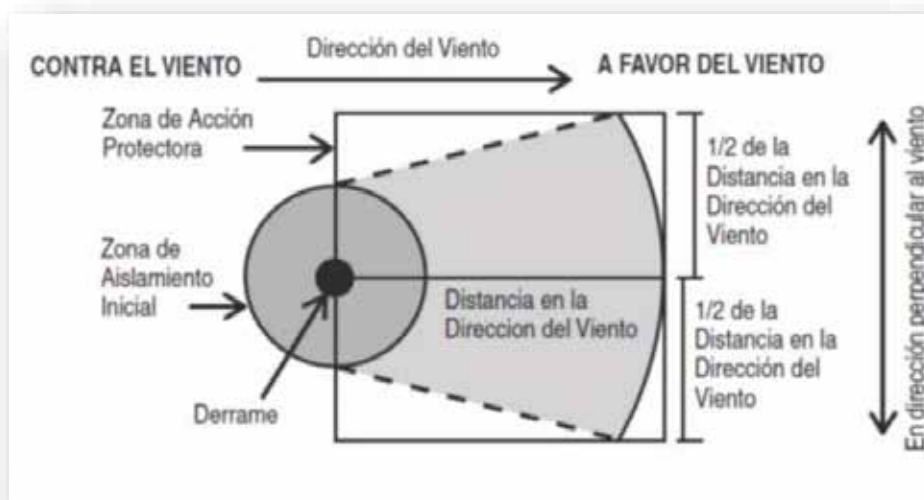 Dirección del Viento
CONTRA EL VIENTO
A FAVOR DEL VIENTO
Zona de Acción
Protectora
1/2 de la
Distancia en la
Dirección del
Viento
En dirección perpendicular al viento
Zona de
Aislamiento
Inicial
Distancia en la
Direccion del Viento
1/2 de la
Distancia en la
Dirección del
Viento
Derrame